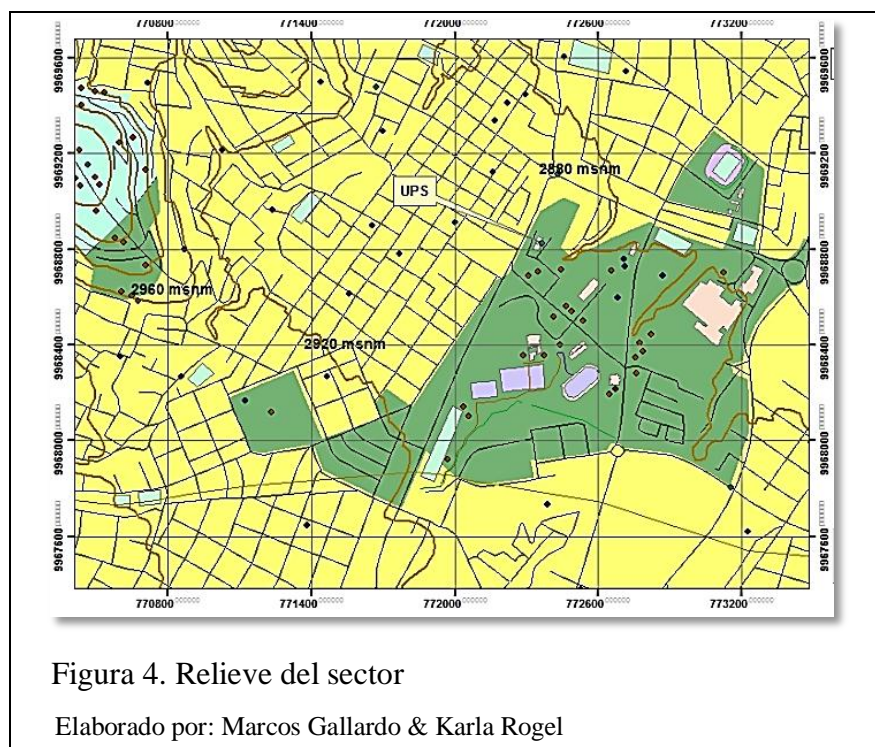 770800 771400 772000 772600 773200
9969600 9969600
9969200 9969200
2880 msnm
UPS
9968800 9968800
2960 msnm
2920 msnm
9968400 9968400
9968000 9968000
9967600 9967600
770800 771400 772000 772600 773200
Figura 4. Relieve del sector
Elaborado por: Marcos Gallardo & Karla Rogel